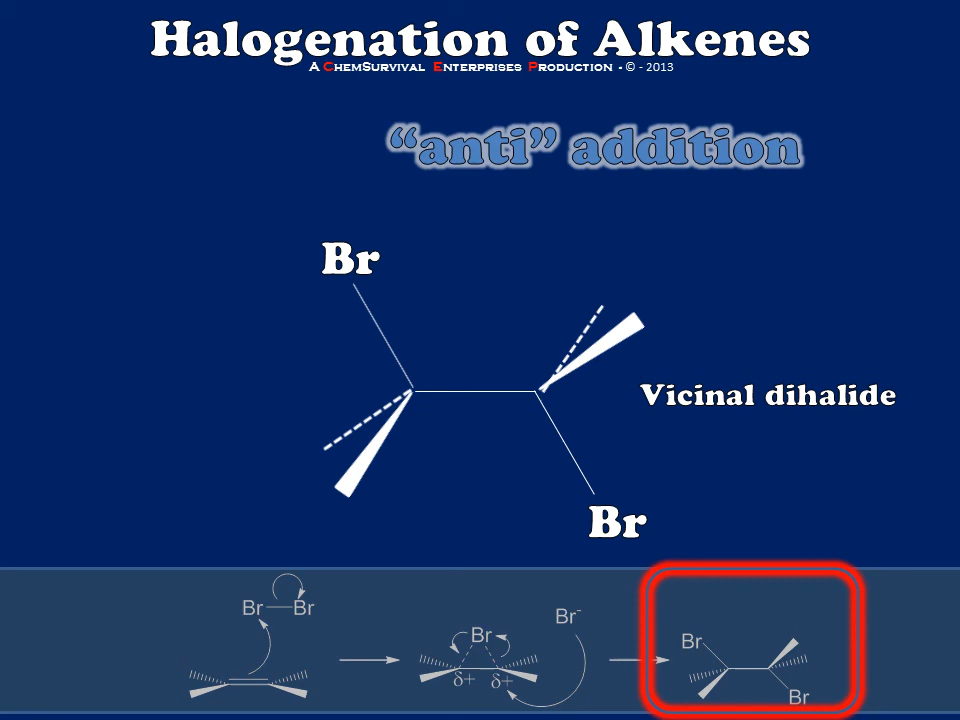 Halogenation of Alkenes
A ChemSurvival Enterprises Production - © - 2013
“anti” addition
Br
Vicinal dihalide
Br
Br Br
Br
Br-
δ+ δ+
Br
Br